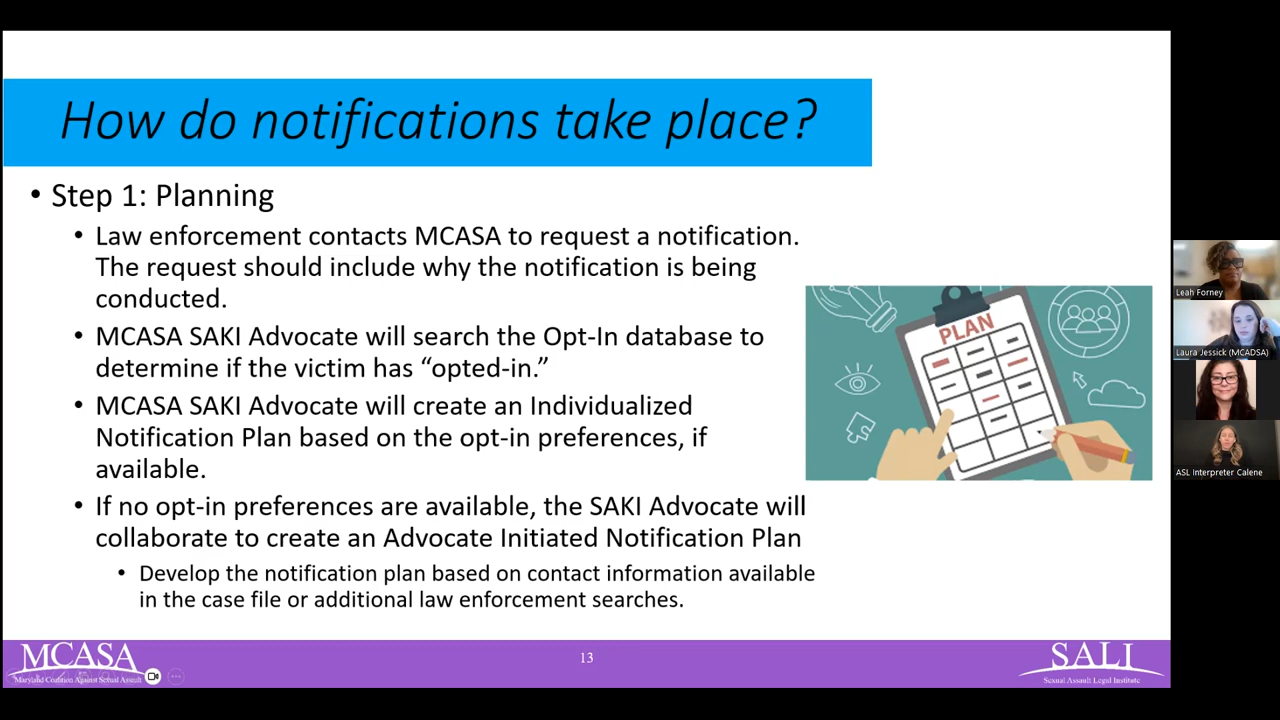 How do notifications take place?
• Step 1: Planning
• Law enforcement contacts MCASA to request a notification.
The request should include why the notification is being
conducted.
• MCASA SAKI Advocate will search the Opt-In database to
determine if the victim has “opted-in.”
• MCASA SAKI Advocate will create an Individualized
Notification Plan based on the opt-in preferences, if
available.
• If no opt-in preferences are available, the SAKI Advocate will
collaborate to create an Advocate Initiated Notification Plan
• Develop the notification plan based on contact information available
in the case file or additional law enforcement searches.
PLAN
Leah Forney
Laura Jessick (MCADSA)
ASL Interpreter Calene
MCASA
Maryland Coalition Against Sexual Assault
13
SALI
Sexual Assault Legal Institute